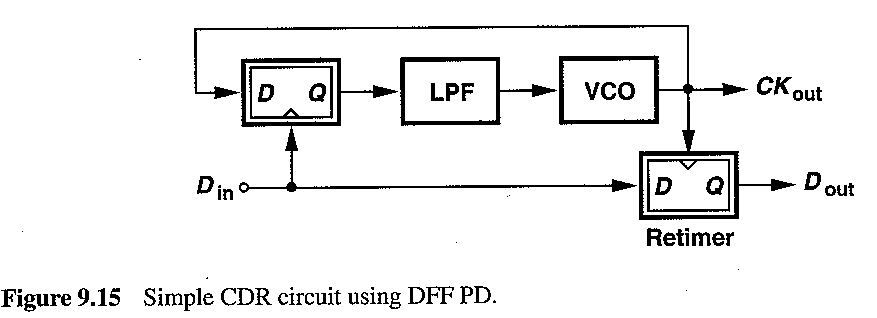 D Q
LPF
VCO
CKout
Din
D Q
Dout
Retimer
Figure 9.15 Simple CDR circuit using DFF PD.